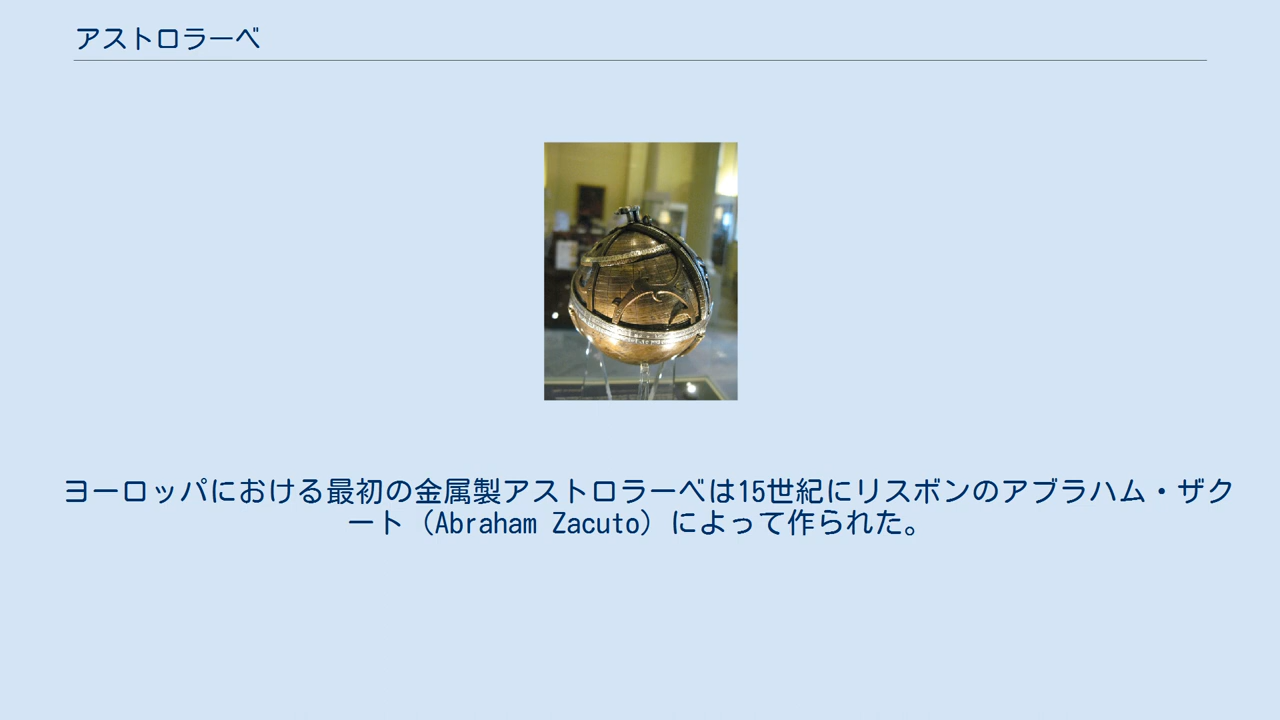 アストロラーベ
ヨーロッパにおける最初の金属製アストロラーベは15世紀にリスボンのアブラハム・ザク
ート（Abraham Zacuto）によって作られた。